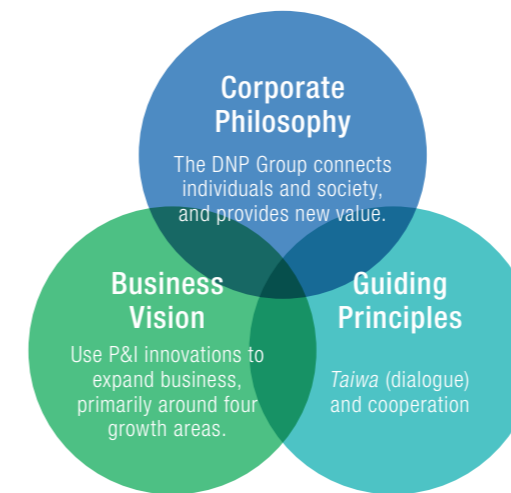 Corporate
Philosophy
The DNP Group connects
individuals and society,
and provides new value.
Business
Vision
Use P&I innovations to
expand business,
primarily around four
growth areas.
Guiding
Principles
Taiwa (dialogue)
and cooperation